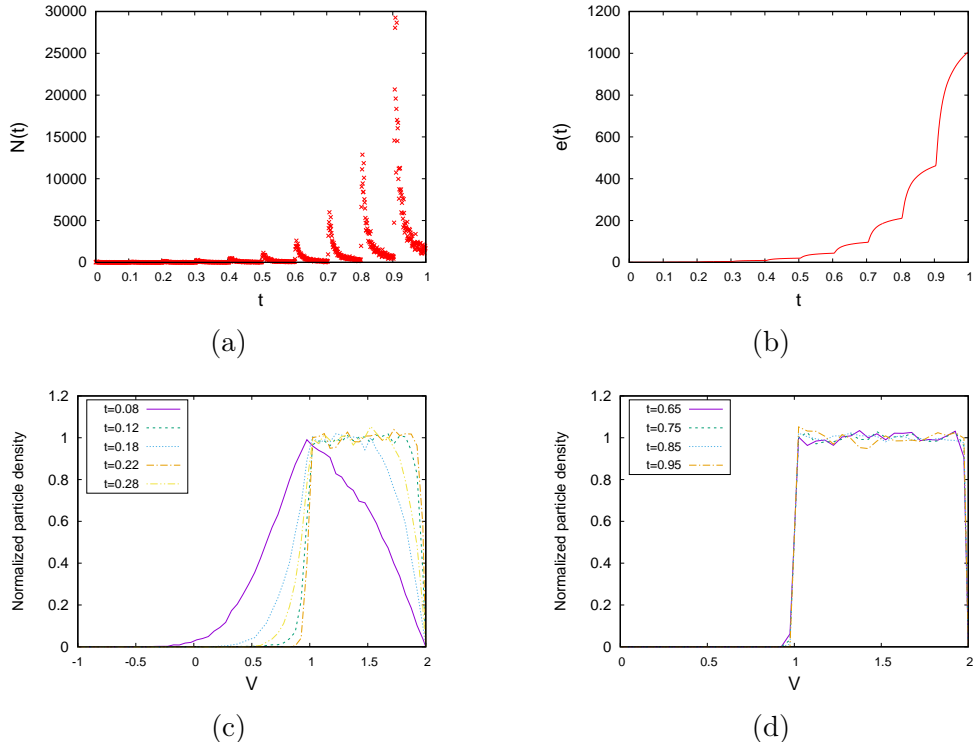 30000
25000
20000
15000
10000
5000
0
N(t)
0 0.1 0.2 0.3 0.4 0.5 0.6 0.7 0.8 0.9 1
t
(a)
1200
1000
800
600
400
200
0
e(t)
0 0.1 0.2 0.3 0.4 0.5 0.6 0.7 0.8 0.9 1
t
(b)
1.2
1
0.8
0.6
0.4
0.2
0
Normalized particle density
t=0.08
t=0.12
t=0.18
t=0.22
t=0.28
-1 -0.5 0 0.5 1 1.5 2
V
(c)
1.2
1
0.8
0.6
0.4
0.2
0
Normalized particle density
t=0.65
t=0.75
t=0.85
t=0.95
0 0.5 1 1.5 2
V
(d)